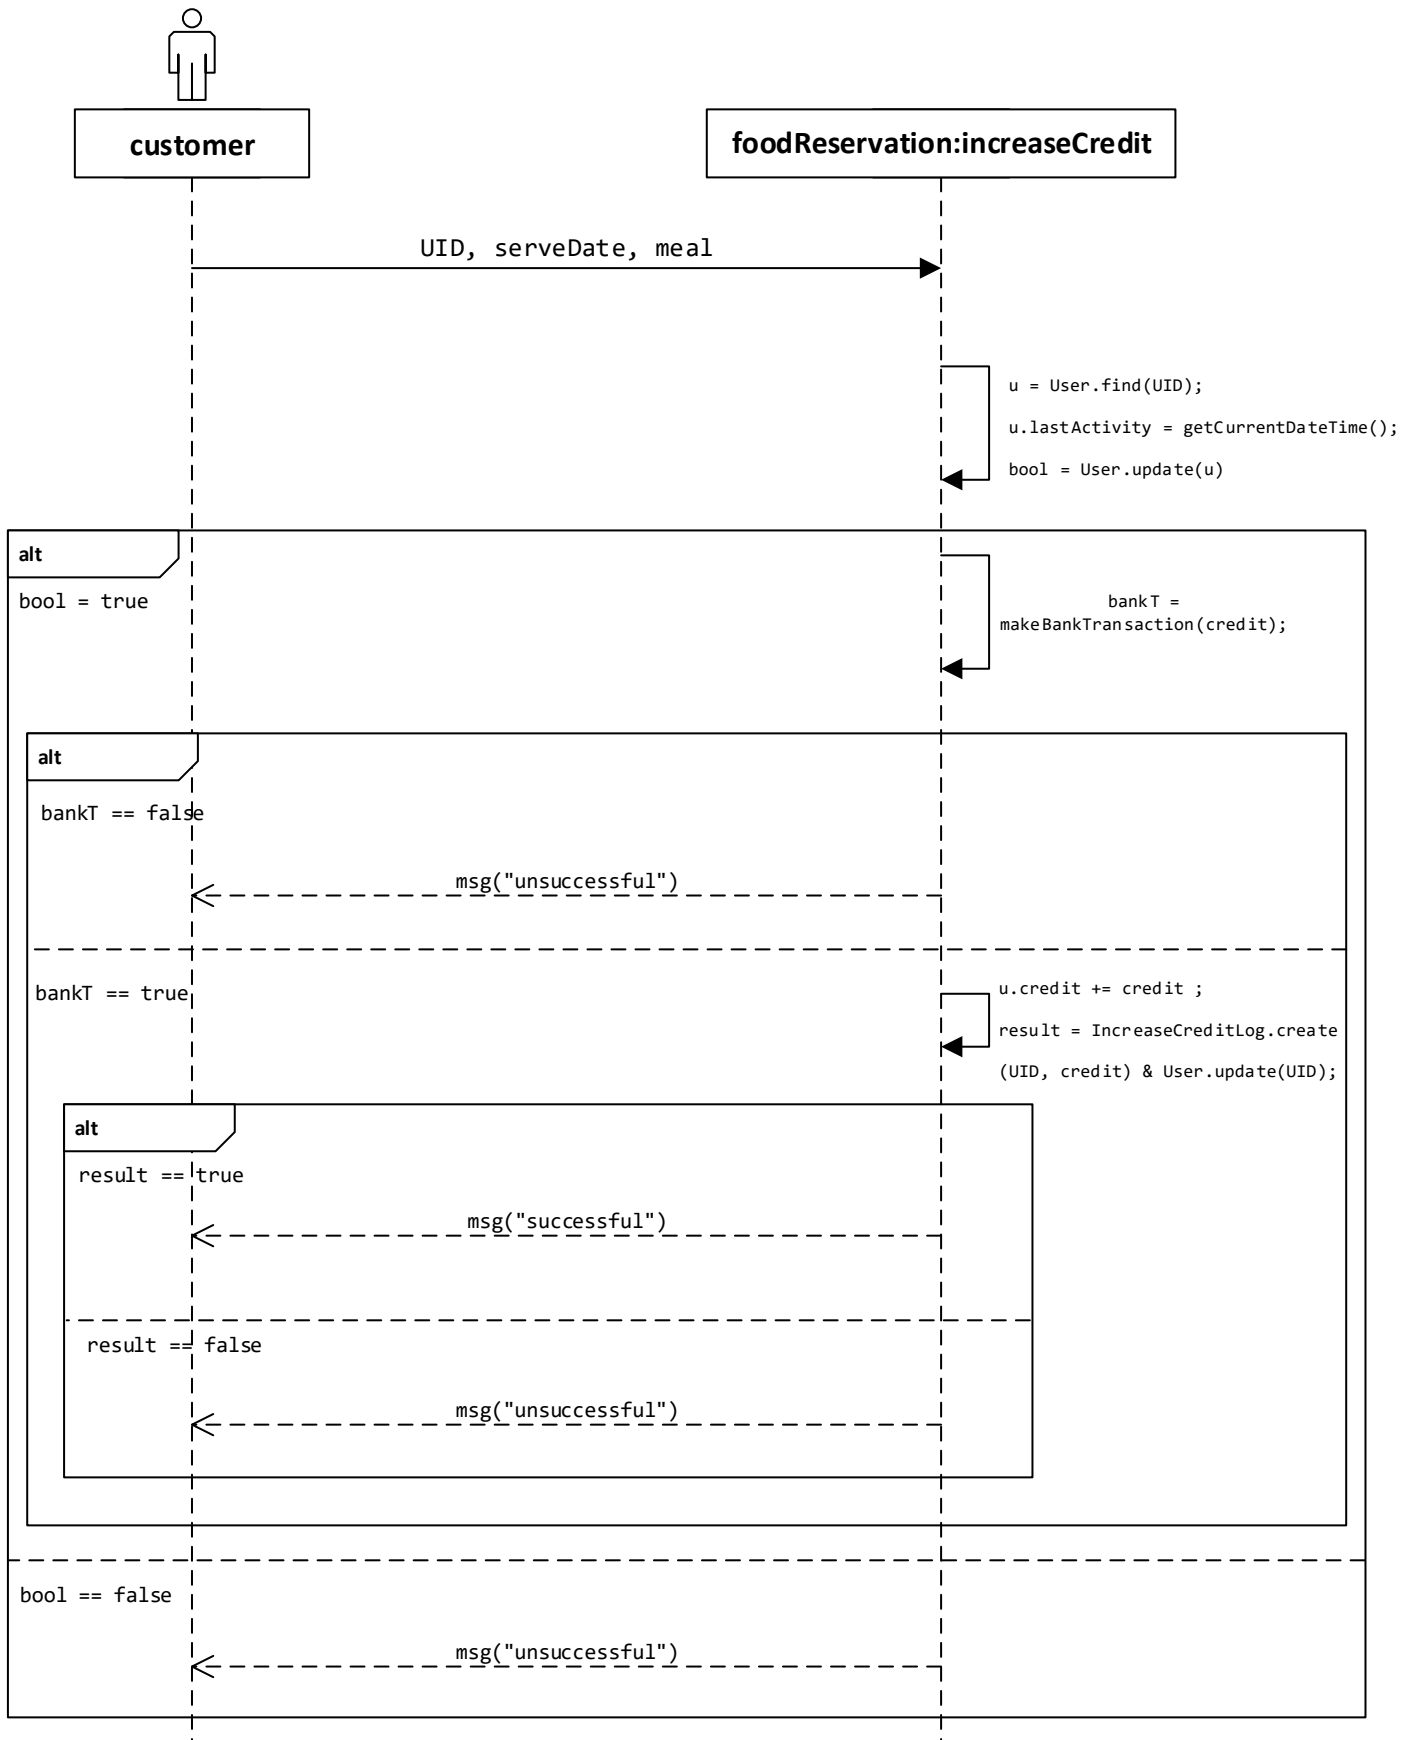 customer
foodReservation:increaseCredit
UID, serveDate, meal
u = User.find(UID);
u.lastActivity = getCurrentDateTime();
bool = User.update(u)
alt
bool = true
bankT =
makeBankTransaction(credit);
alt
bankT == false
msg("unsuccessful")
bankT == true
u.credit += credit ;
result = IncreaseCreditLog.create
(UID, credit) & User.update(UID);
alt
result == true
msg("successful")
result == false
msg("unsuccessful")
bool == false
msg("unsuccessful")